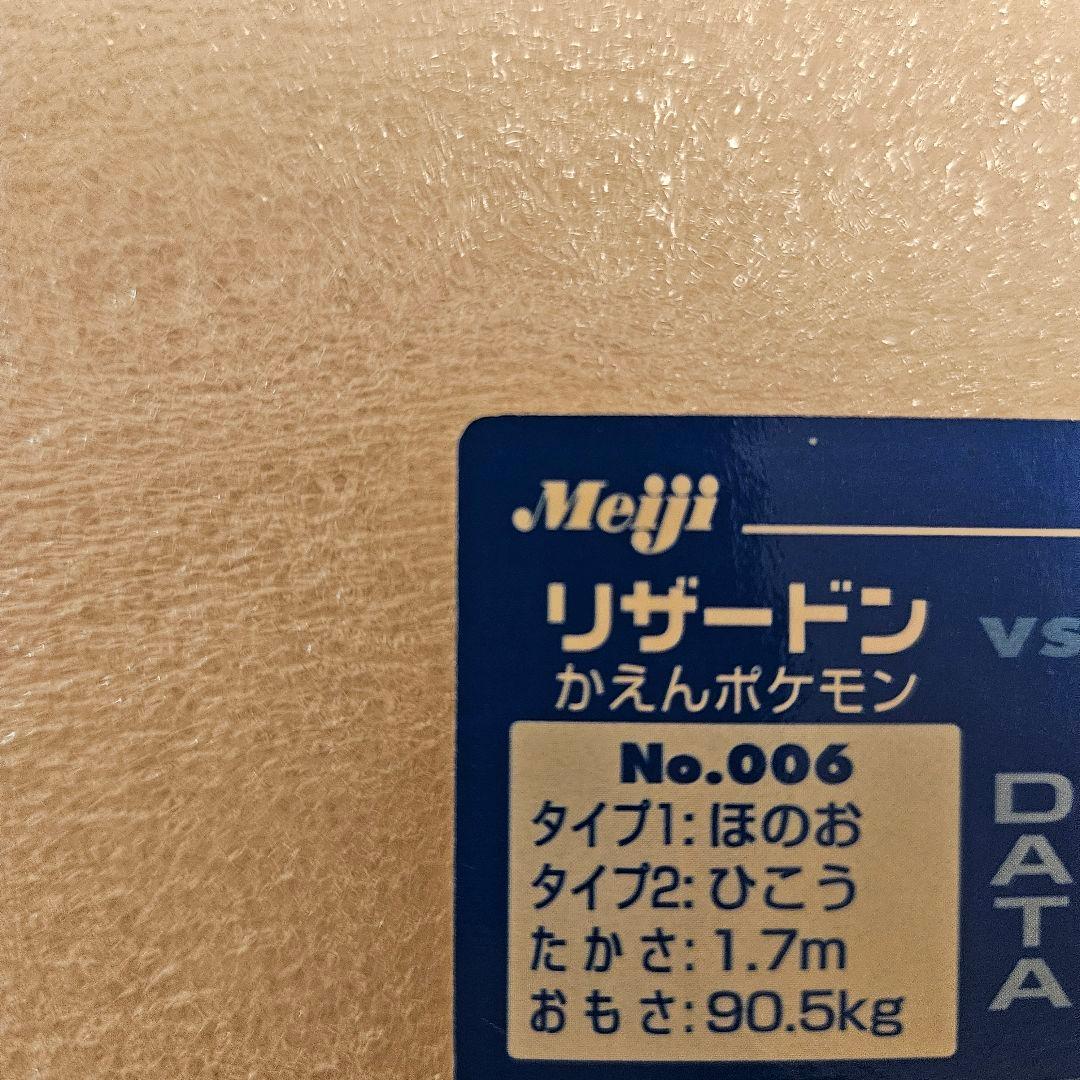 Meiji
リザードン
VS
かえんポケモン
No.006
タイプ1:ほのお
タイプ2:ひこう
たかさ:1.7m
おもさ:90.5kg
DATA